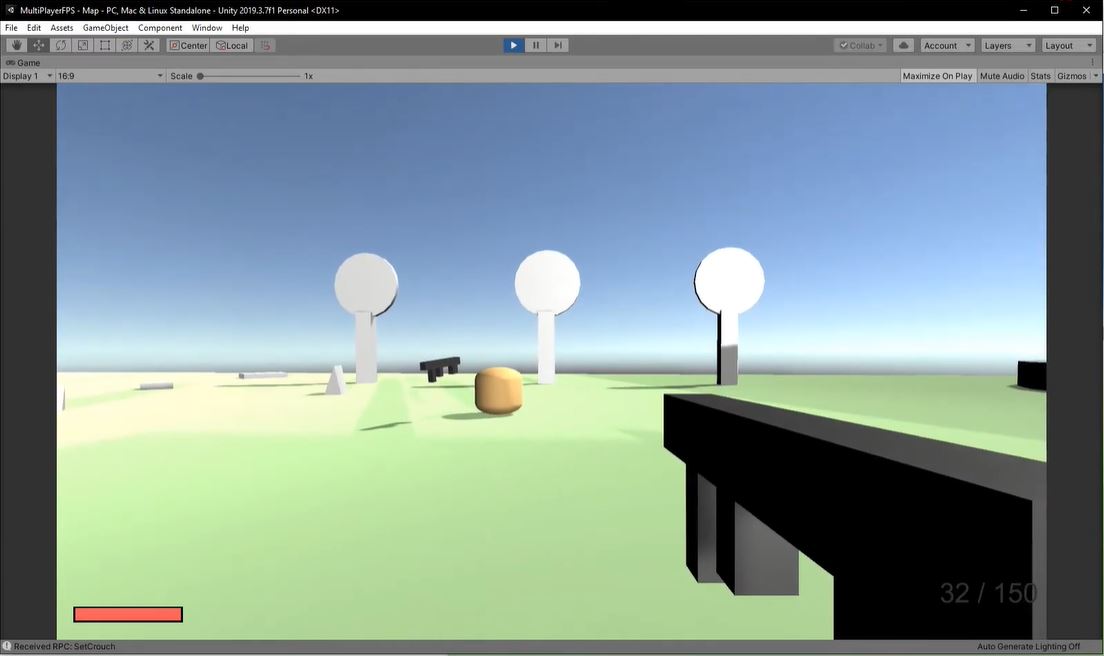 MultiPlayerFPS - Map - PC, Mac & Linux Standalone - Unity 2019.3.7f1 Personal <DX11>
File Edit Assets GameObject Component Window Help
Center Local Collab Account Layers Layout
Game
Display 1 16:9 Scale 1x Maximize On Play Mute Audio Stats Gizmos
32 / 150
Received RPC: SetCrouch Auto Generate Lighting Off